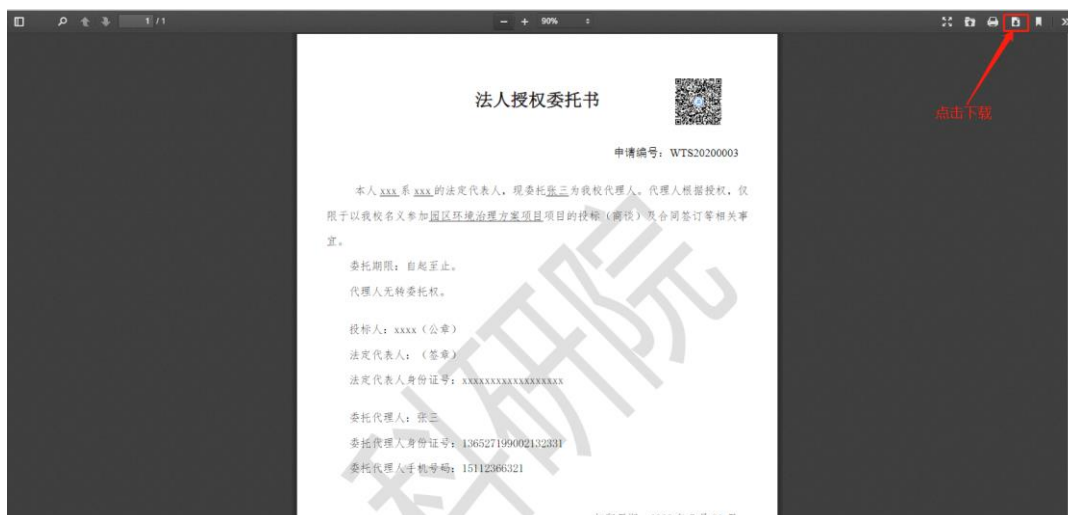 1 / 1
90%
点击下载
法人授权委托书
申请编号：WTS20200003
本人 xxx 系 xxx 的法定代表人，现委托张三为我校代理人。代理人根据授权，仅
限于以我校名义参加园区环境治理方案项目项目的投标（商谈）及合同签订等相关事
宜。
委托期限：自起至止。
代理人无转委托权。
投标人：xxxx（公章）
法定代表人：（签章）
法定代表人身份证号：xxxxxxxxxxxxxxxxxx
委托代理人：张三
委托代理人身份证号：136527199002132331
委托代理人手机号码：15112366321
科研院